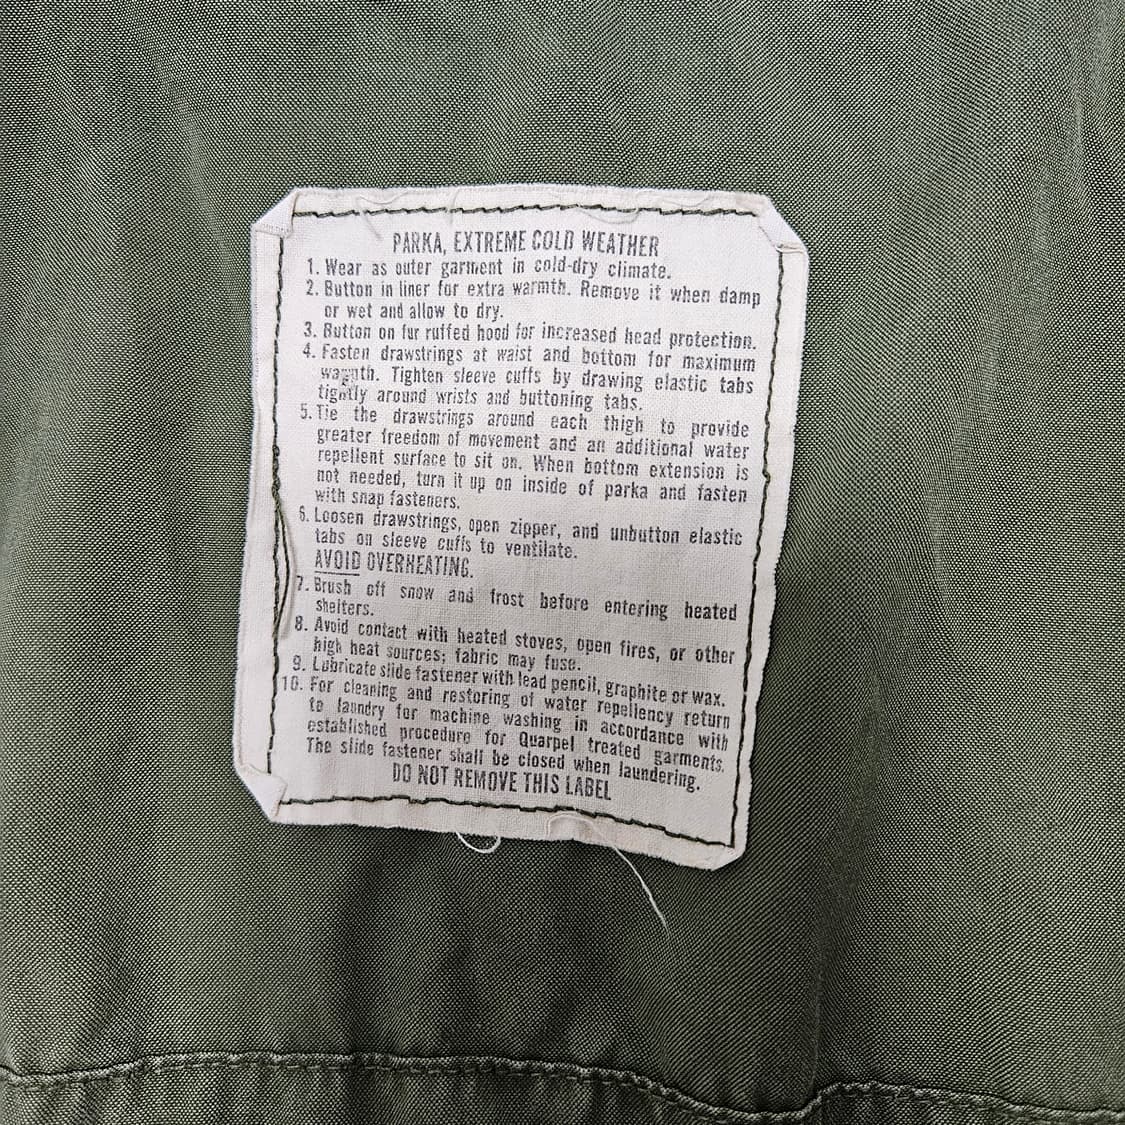 PARKA, EXTREME COLD WEATHER
1. Wear as outer garment in cold-dry climate.
2. Button in liner for extra warmth. Remove it when damp
or wet and allow to dry.
3. Button on fur ruffed hood for increased head protection.
4. Fasten drawstrings at waist and bottom for maximum
warmth. Tighten sleeve cuffs by drawing elastic tabs
tightly around wrists and buttoning tabs.
5. Tie the drawstrings around each thigh to provide
greater freedom of movement and an additional water
repellent surface to sit on. When bottom extension is
not needed, turn it up on inside of parka and fasten
with snap fasteners.
6. Loosen drawstrings, open zipper, and unbutton elastic
tabs on sleeve cuffs to ventilate.
AVOID OVERHEATING.
7. Brush off snow and frost before entering heated
shelters.
8. Avoid contact with heated stoves, open fires, or other
high heat sources; fabric may fuse.
9. Lubricate slide fastener with lead pencil, graphite or wax.
10. For cleaning and restoring of water repellency return
to laundry for machine washing in accordance with
established procedure for Quarpel treated garments.
The slide fastener shall be closed when laundering.
DO NOT REMOVE THIS LABEL